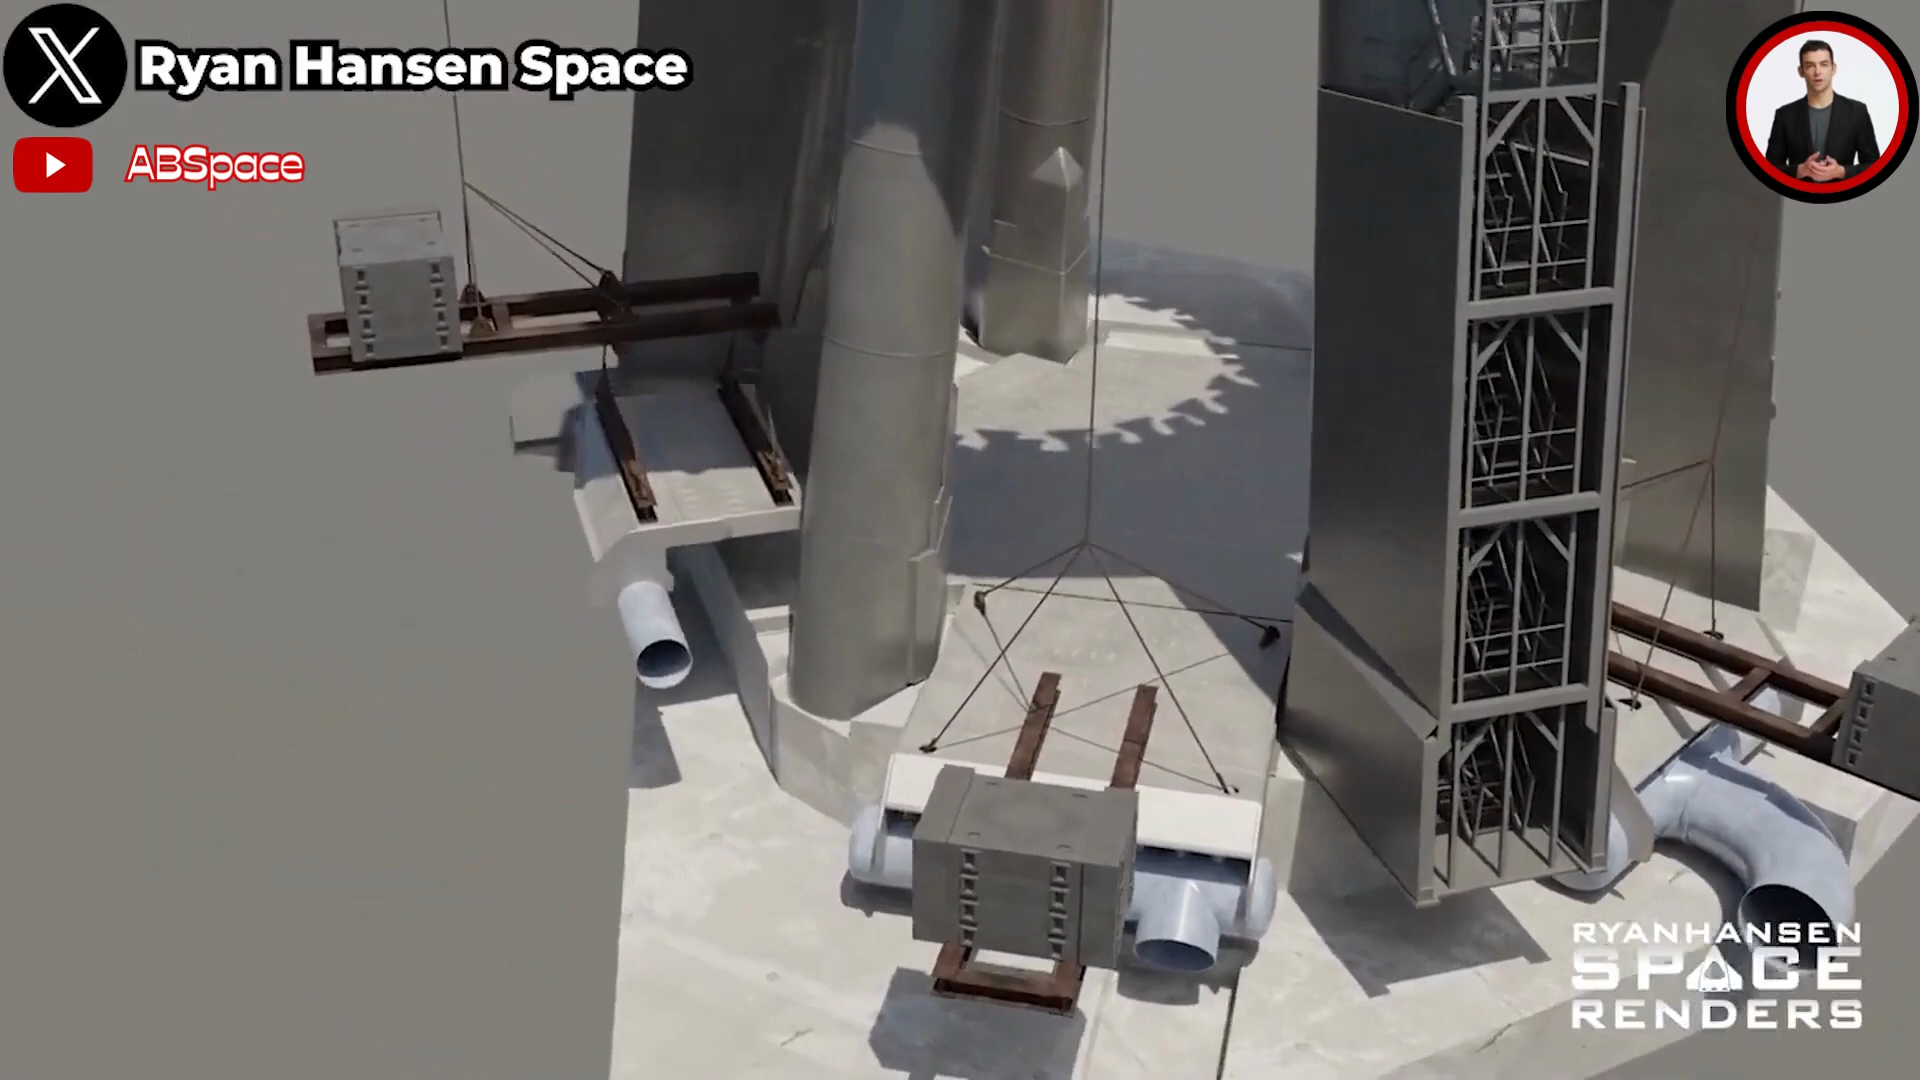 Ryan Hansen Space
ABSpace
RYANHANSEN
SPACE
RENDERS